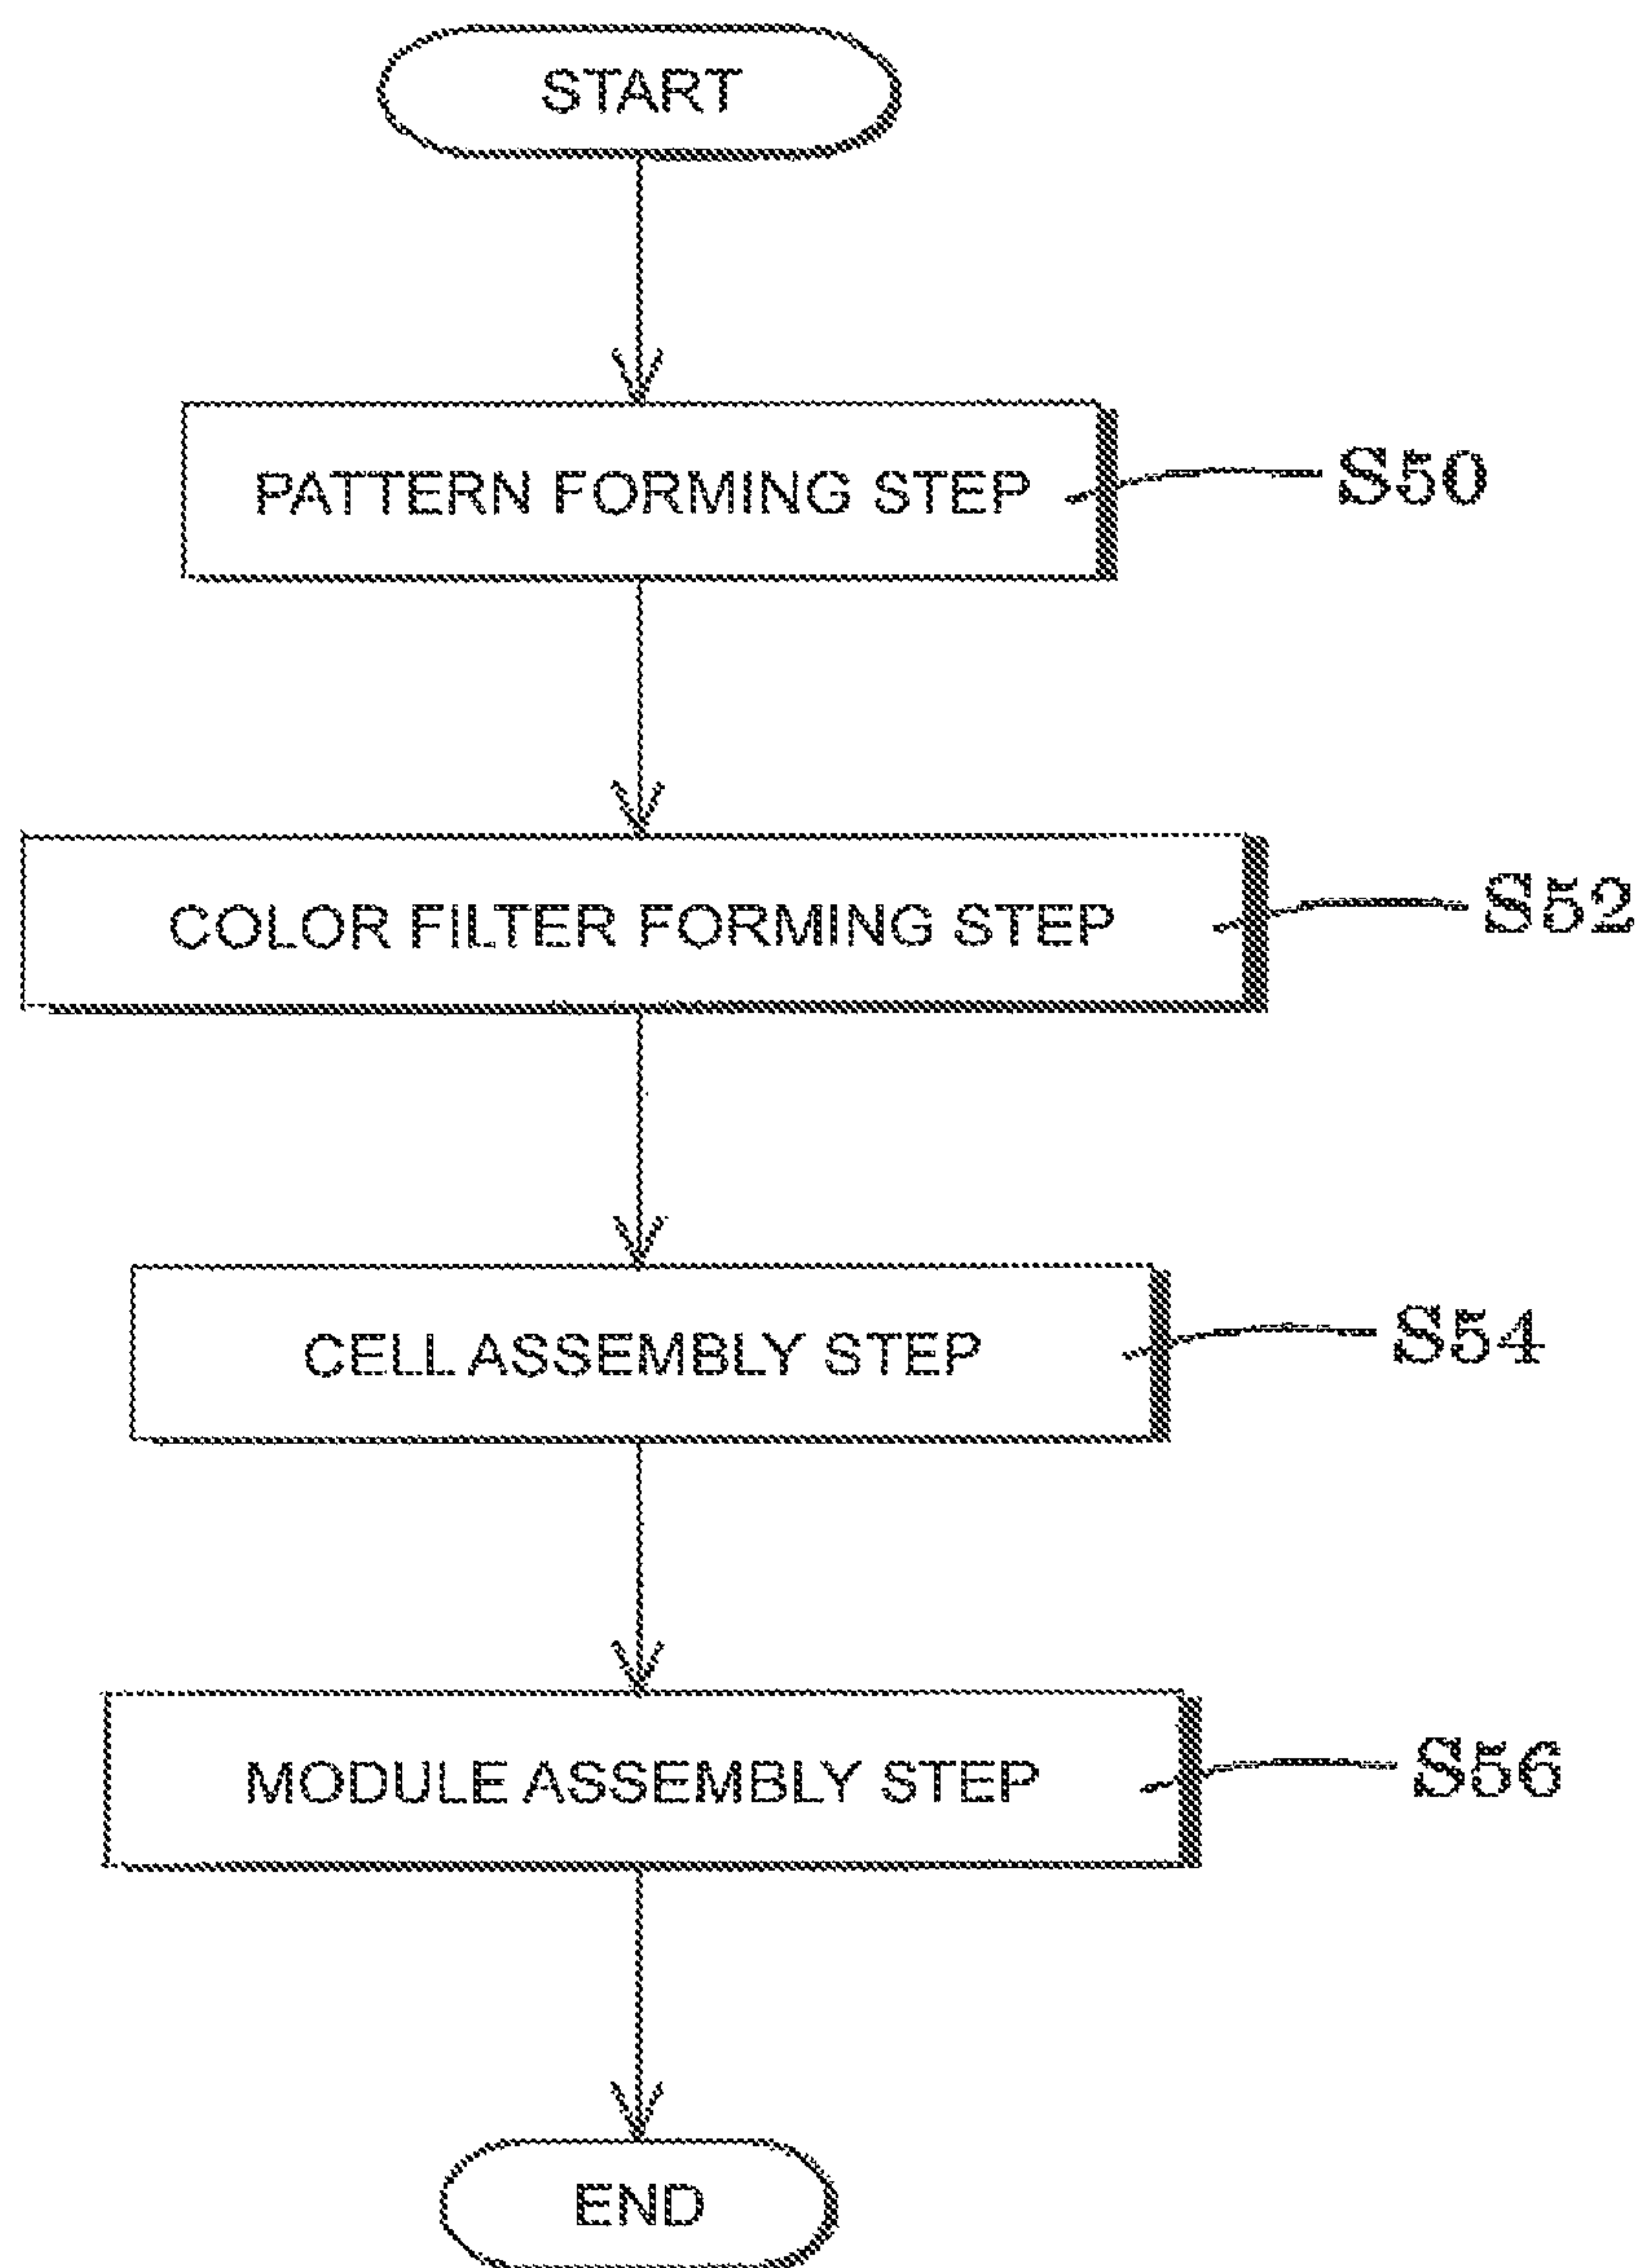 START
PATTERN FORMING STEP
S50
COLOR FILTER FORMING STEP
S52
CELL ASSEMBLY STEP
S54
MODULE ASSEMBLY STEP
S56
END